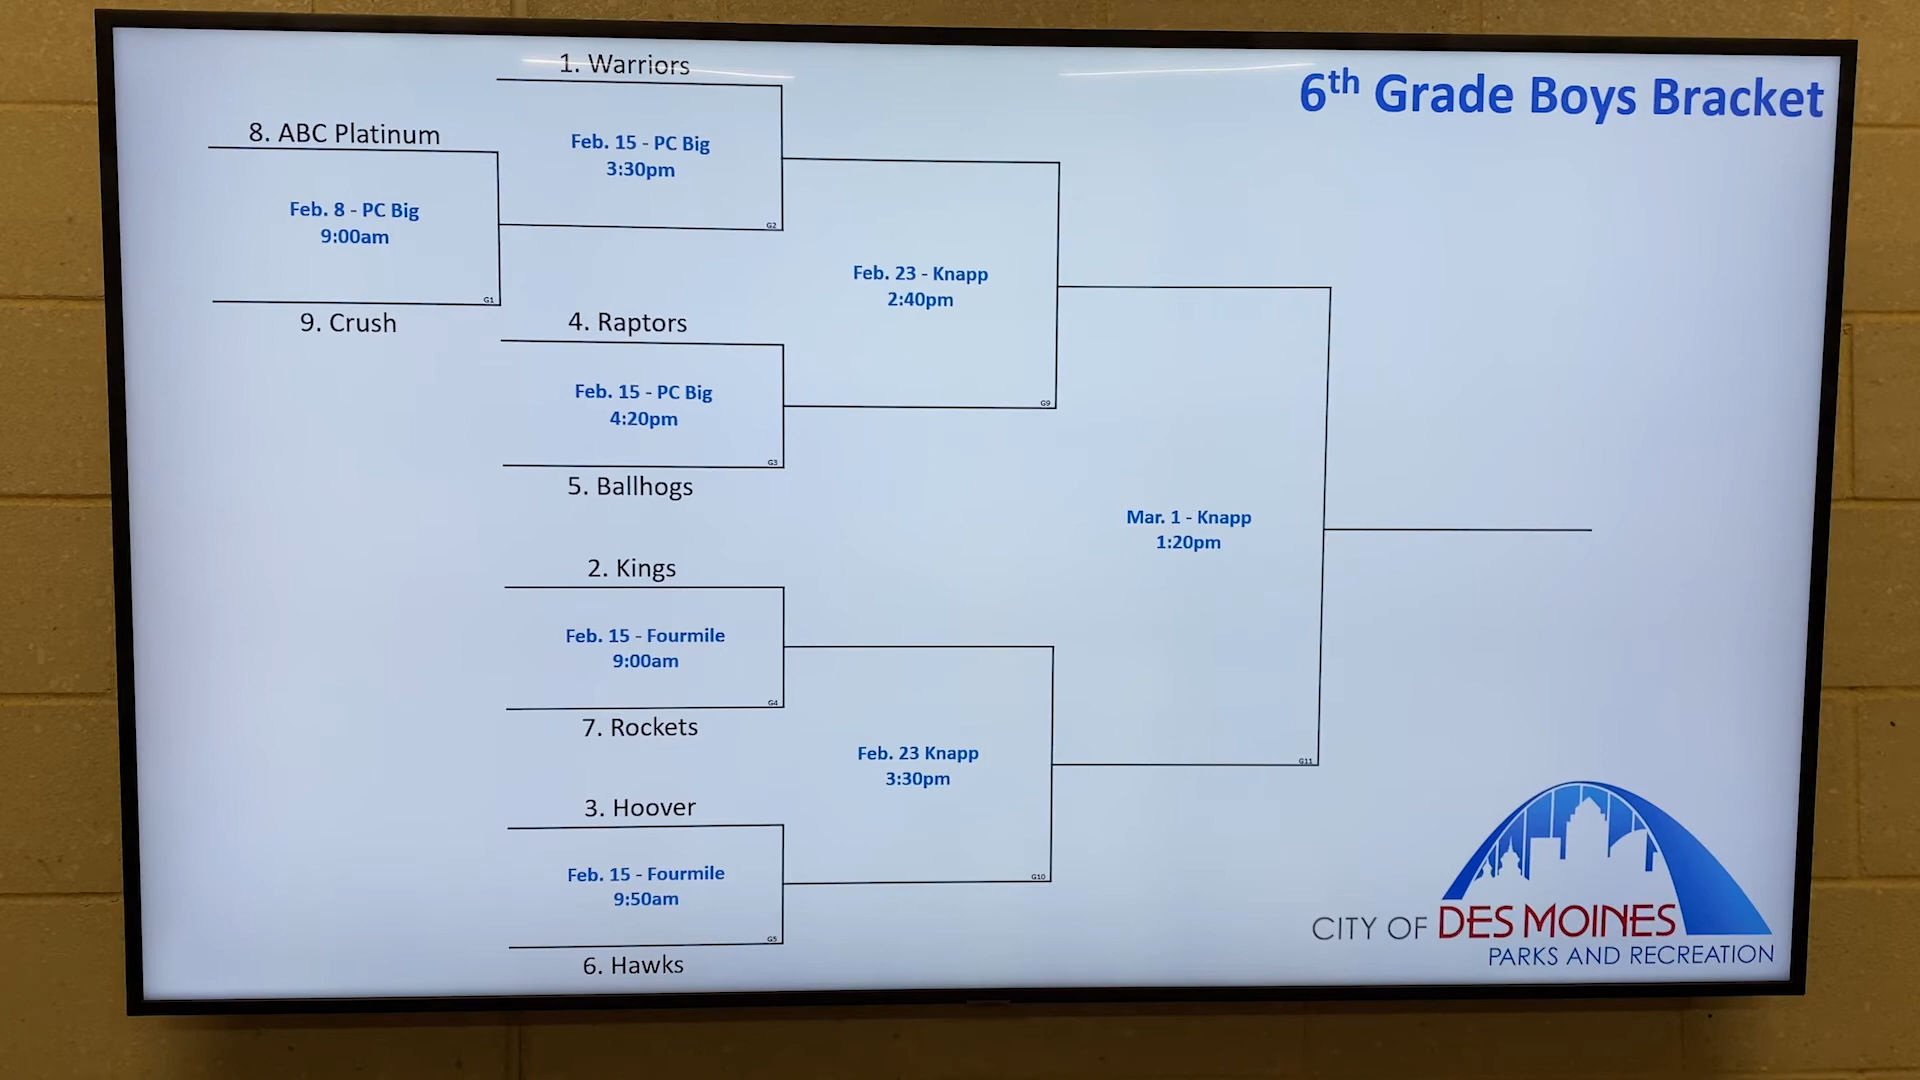 6th Grade Boys Bracket
1. Warriors
8. ABC Platinum
Feb. 15 - PC Big
3:30pm
G2
Feb. 8 - PC Big
9:00am
G1
9. Crush
Feb. 23 - Knapp
2:40pm
G9
4. Raptors
Feb. 15 - PC Big
4:20pm
G3
5. Ballhogs
Mar. 1 - Knapp
1:20pm
G11
2. Kings
Feb. 15 - Fourmile
9:00am
G4
7. Rockets
Feb. 23 Knapp
3:30pm
G10
3. Hoover
Feb. 15 - Fourmile
9:50am
G5
6. Hawks
CITY OF DES MOINES
PARKS AND RECREATION